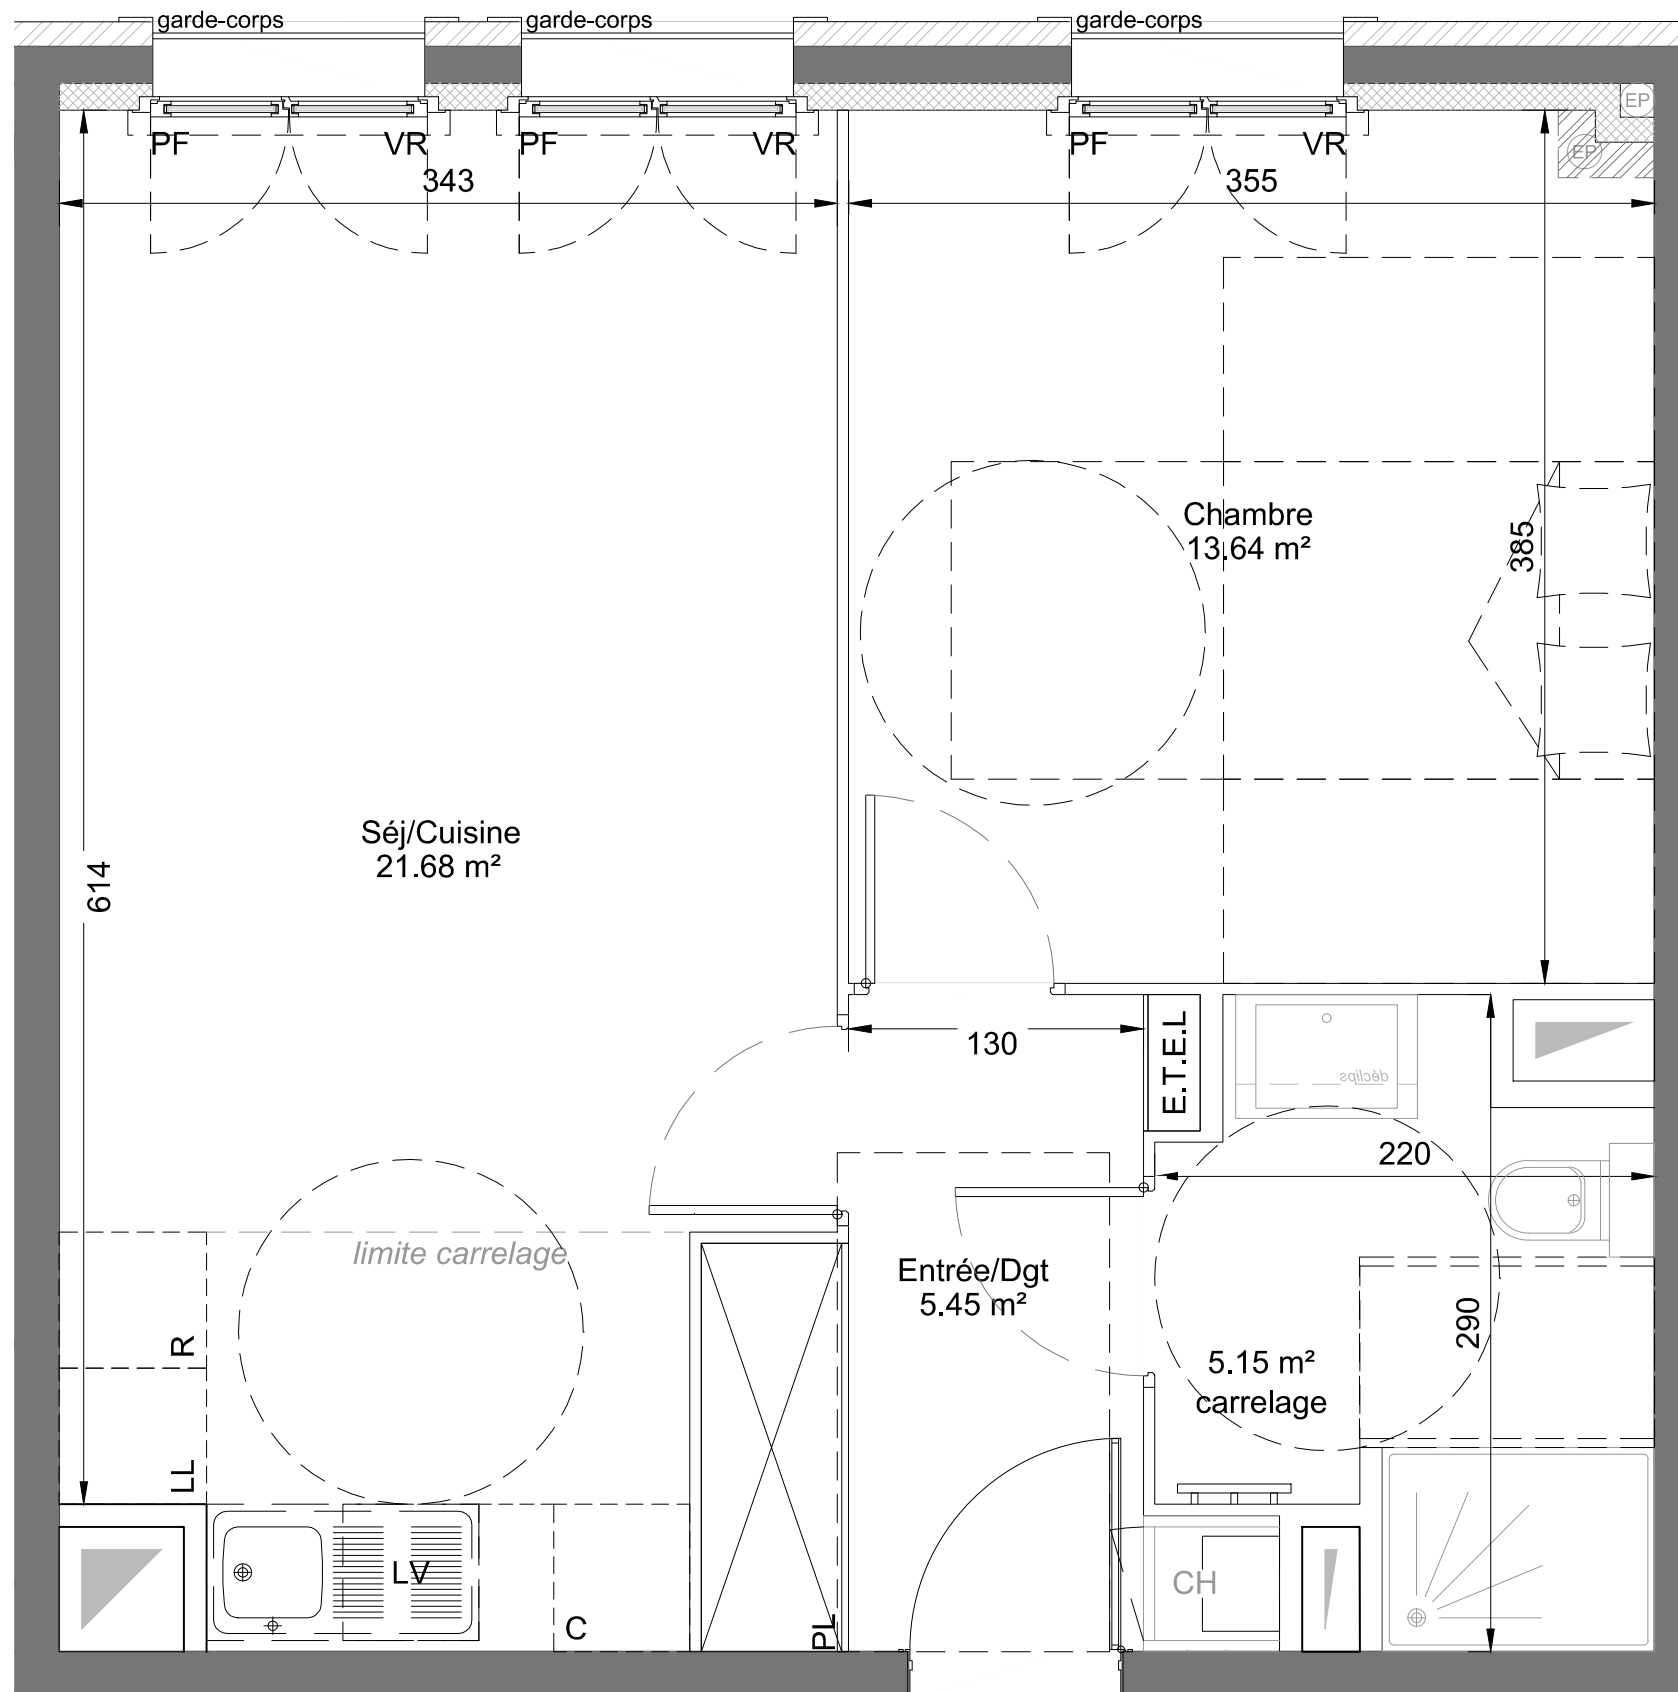 garde-corps
garde-corps
garde-corps
EP
EP
PF
VR
PF
VR
PF
VR
343
355
Chambre
13.64 m²
385
Séj/Cuisine
21.68 m²
614
130
E.T.E.L
déclips
220
limite carrelage
Entrée/Dgt
5.45 m²
290
R
5.15 m²
carrelage
LL
LV
C
PL
CH